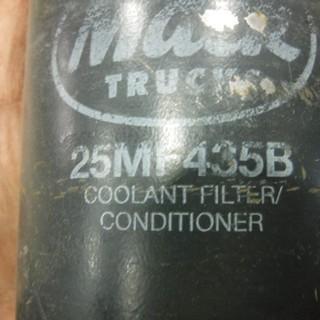 Mack
TRUCKS
25MF435B
COOLANT FILTER/
CONDITIONER